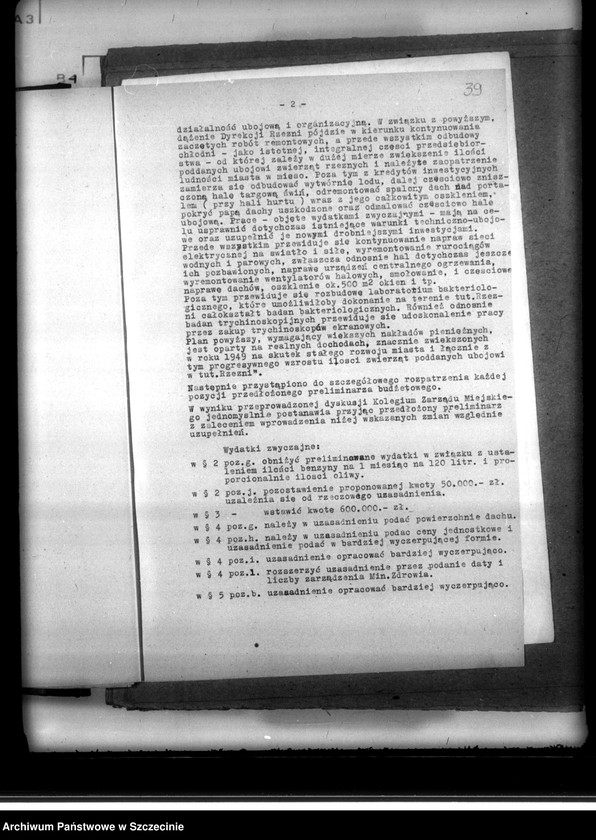 39
- 2 -
działalność ubojową i organizacyjną. W związku z powyższym,
dążenie Dyrekcji Rzeźni pójdzie w kierunku kontynuowania
zaczętych robót remontowych, a przede wszystkim odbudowy
chłodni - jako istotnej, integralnej części przedsiębior-
stwa - od której zależy w dużej mierze zwiększenie ilości
poddanych ubojowi zwierząt rzeźnych i należyte zaopatrzenie
ludności miasta w mięso. Poza tym z kredytów inwestycyjnych
zamierza się odbudować wytwórnię lodu, dalej częściowo znisz-
czoną halę targową świń, odremontować spalony dach nad porta-
lem ( przy hali hurtu ) wraz z jego całkowitym oszkleniem,
pokryć papą dachy uszkodzone oraz odmalować częściowo halę
ubojową. Prace - objęte wydatkami zwyczajnymi - mają na ce-
lu usprawnić dotychczas istniejące warunki techniczno-ubojo-
we oraz uzupełnić je nowymi drobniejszymi inwestycjami.
Przede wszystkim przewiduje się kontynuowanie napraw sieci
elektrycznej na światło i siłę, wyremontowanie rurociągów
wodnych i parowych, zwłaszcza odnośnie hal dotychczas jeszcze
ich pozbawionych, naprawę urządzeń centralnego ogrzewania,
wyremontowanie wentylatorów halowych, smołowanie, i częściowe
naprawę dachów, oszklenie ok.500 m2 okien i tp.
Poza tym przewiduje się rozbudowę laboratorium bakteriolo-
gicznego, które umożliwiłoby dokonanie na terenie tut.Rzeź-
ni całokształt badań bakteriologicznych. Również odnośnie
badań trychinoskopijnych przewiduje się udoskonalenie pracy
przez zakup trychinoskopów ekranowych.
Plan powyższy, wymagający większych nakładów pieniężnych,
jest oparty na realnych dochodach, znacznie zwiększonych
w roku 1949 na skutek stałego rozwoju miasta i łącznie z
tym progresywnego wzrostu ilości zwierząt poddanych ubojowi
w tut.Rzeźni".
Następnie przystąpiono do szczegółowego rozpatrzenia każdej
pozycji przedłożonego preliminarza budżetowego.
W wyniku przeprowadzonej dyskusji Kolegium Zarządu Miejskie-
go jednomyślnie postanawia przyjąć przedłożony preliminarz
z zaleceniem wprowadzenia niżej wskazanych zmian względnie
uzupełnień.
Wydatki zwyczajne:
w § 2 poz.g. obniżyć preliminowane wydatki w związku z usta-
leniem ilości benzyny na 1 miesiąc na 120 litr. i pro-
porcjonalnie ilości oliwy.
w § 2 poz.j. pozostawienie proponowanej kwoty 50.000.- zł.
uzależnia się od rzeczowego uzasadnienia.
w § 3 - wstawić kwotę 600.000.- zł.
w § 4 poz.g. należy w uzasadnieniu podać powierzchnię dachu.
w § 4 poz.h. należy w uzasadnieniu podać ceny jednostkowe i
uzasadnienie podać w bardziej wyczerpującej formie.
w § 4 poz.i. uzasadnienie opracować bardziej wyczerpująco.
w § 4 poz.l. rozszerzyć uzasadnienie przez podanie daty i
liczby zarządzenia Min.Zdrowia.
w § 5 poz.b. uzasadnienie opracować bardziej wyczerpująco.
Archiwum Państwowe w Szczecinie